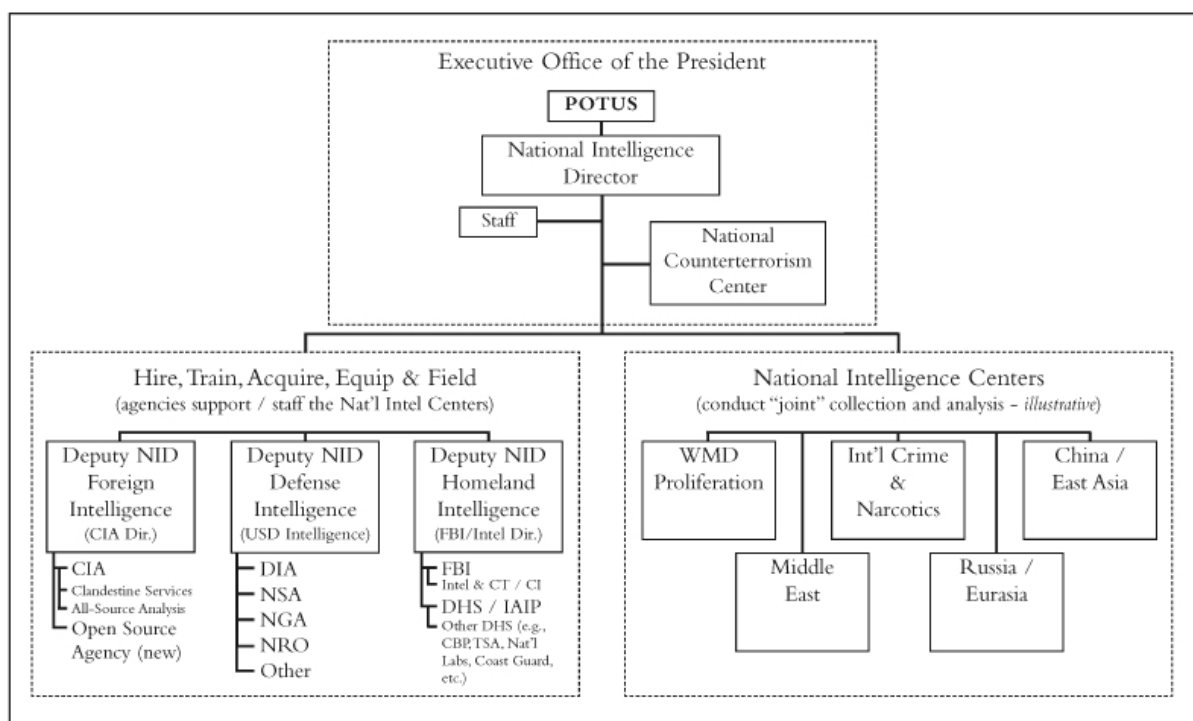 Executive Office of the President
POTUS
National Intelligence
Director
Staff
National
Counterterrorism
Center
Hire, Train, Acquire, Equip & Field
(agencies support / staff the Nat'l Intel Centers)
Deputy NID
Foreign
Intelligence
(CIA Dir.)
CIA
Clandestine Services
All-Source Analysis
Open Source
Agency (new)
Deputy NID
Defense
Intelligence
(USD Intelligence)
DIA
NSA
NGA
NRO
Other
Deputy NID
Homeland
Intelligence
(FBI/Intel Dir.)
FBI
Intel & CT / CI
DHS / IAIP
Other DHS (e.g.,
CBP, TSA, Nat'l
Labs, Coast Guard,
etc.)
National Intelligence Centers
(conduct "joint" collection and analysis – illustrative)
WMD
Proliferation
Int'l Crime
&
Narcotics
China /
East Asia
Middle
East
Russia /
Eurasia